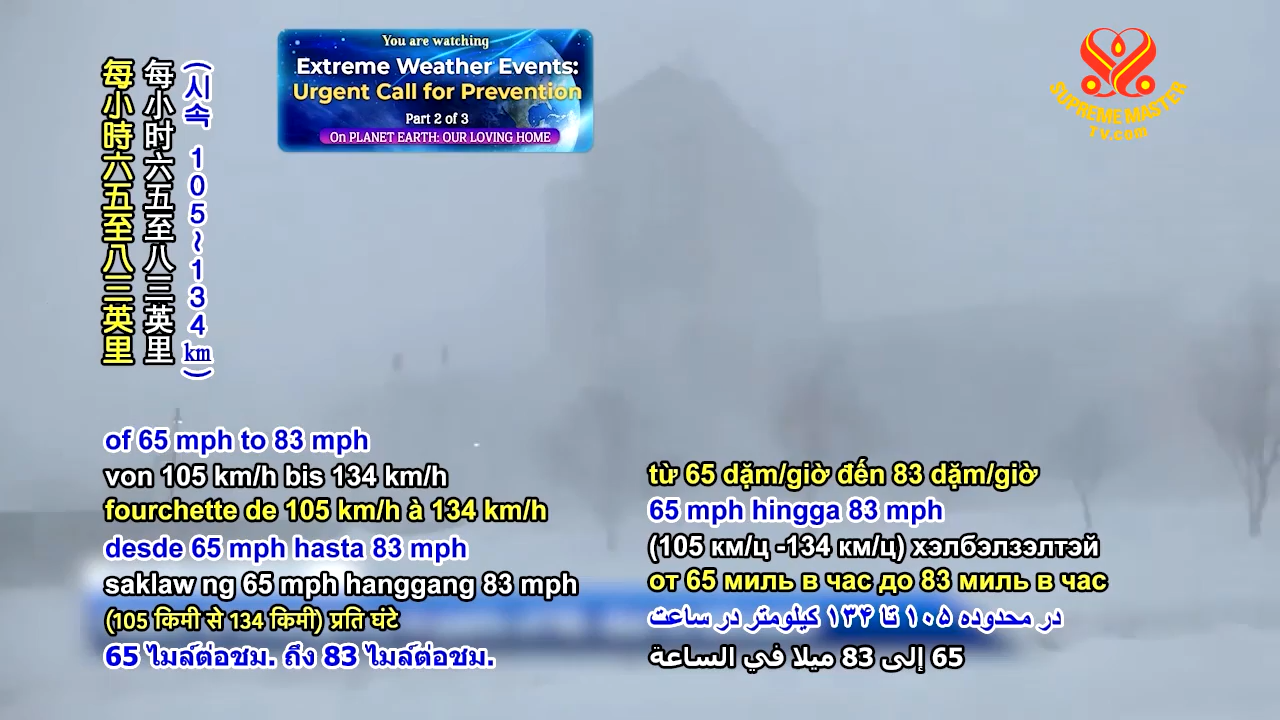 You are watching
Extreme Weather Events:
Urgent Call for Prevention
Part 2 of 3
On PLANET EARTH: OUR LOVING HOME
SUPREME MASTER
TV.com
每小時六五至八三英里
每小时六五至八三英里
(시속 105~134㎞)
of 65 mph to 83 mph
von 105 km/h bis 134 km/h
fourchette de 105 km/h à 134 km/h
desde 65 mph hasta 83 mph
saklaw ng 65 mph hanggang 83 mph
(105 किमी से 134 किमी) प्रति घंटे
65 ไมล์ต่อชม. ถึง 83 ไมล์ต่อชม.
từ 65 dặm/giờ đến 83 dặm/giờ
65 mph hingga 83 mph
(105 км/ц -134 км/ц) хэлбэлзэлтэй
от 65 миль в час до 83 миль в час
در محدوده ۱۰۵ تا ۱۳۴ کیلومتر در ساعت
65 إلى 83 ميلا في الساعة